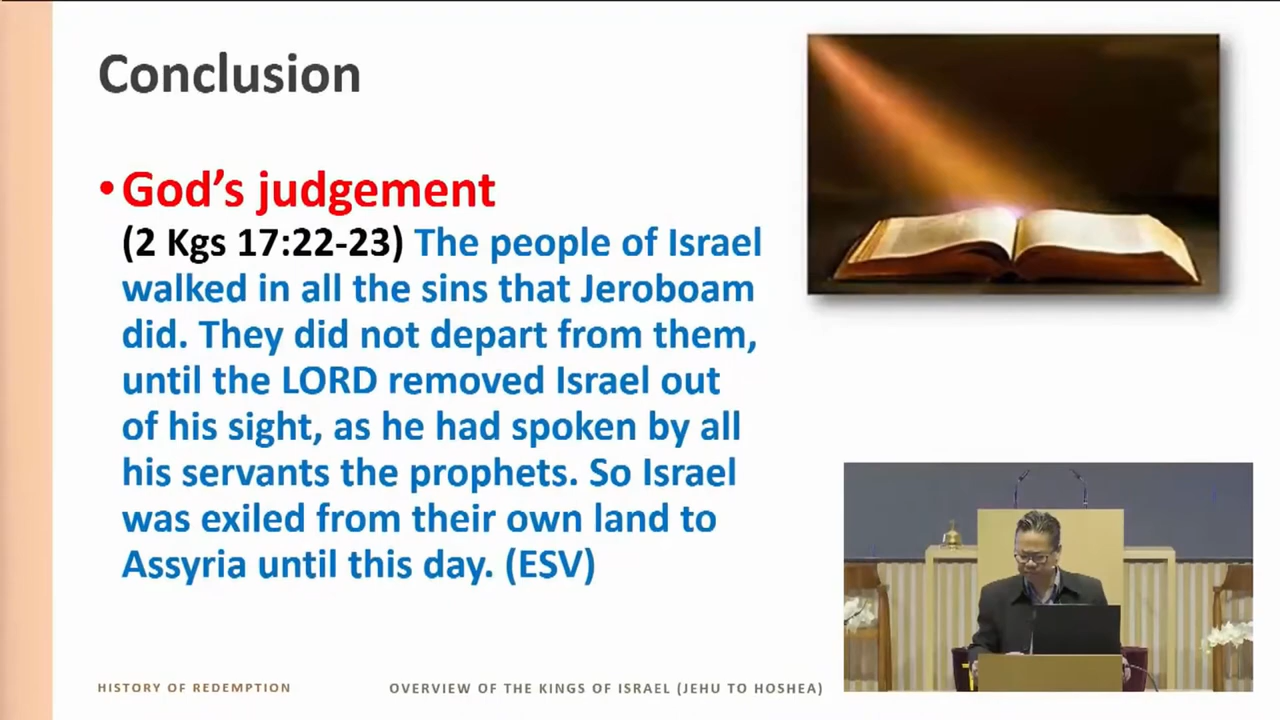 Conclusion
•God's judgement
(2 Kgs 17:22-23) The people of Israel
walked in all the sins that Jeroboam
did. They did not depart from them,
until the LORD removed Israel out
of his sight, as he had spoken by all
his servants the prophets. So Israel
was exiled from their own land to
Assyria until this day. (ESV)
HISTORY OF REDEMPTION
OVERVIEW OF THE KINGS OF ISRAEL (JEHU TO HOSHEA)